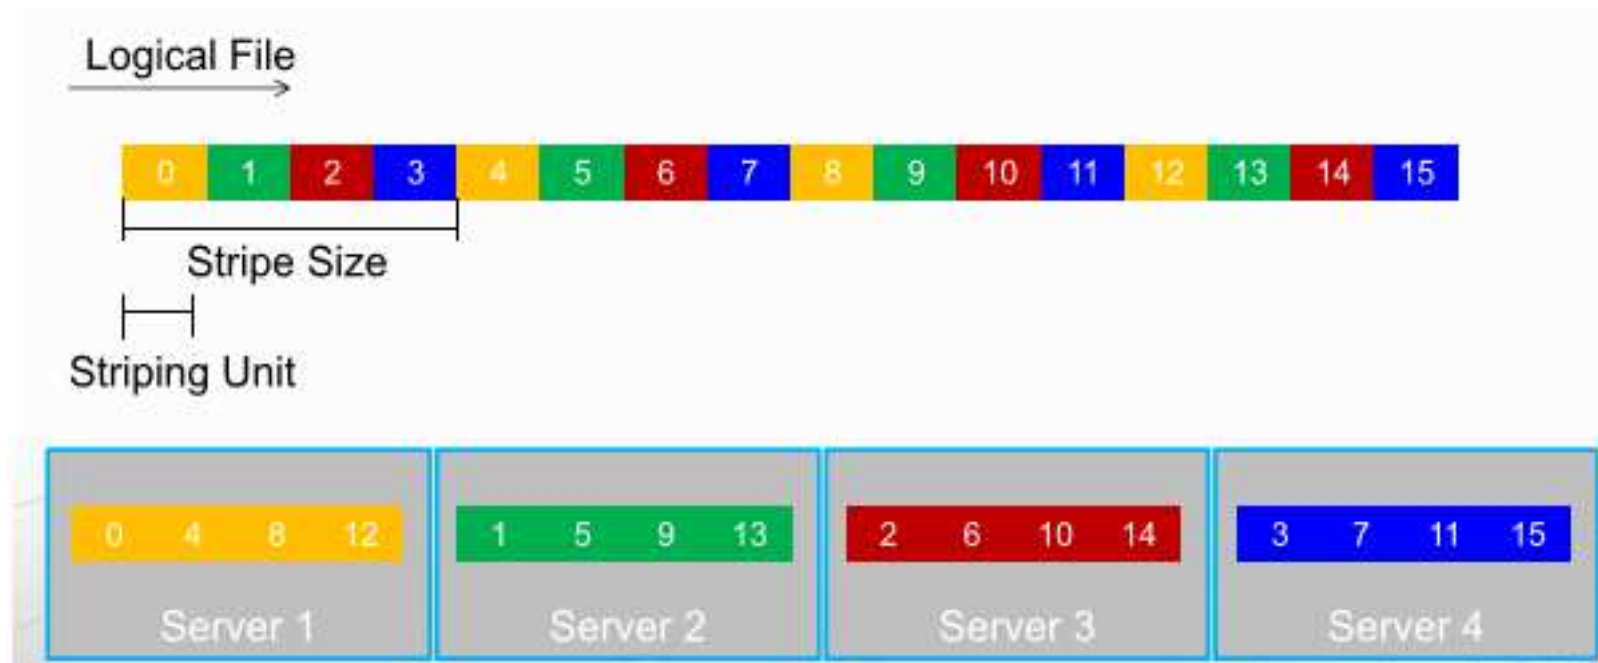 Logical File
0 1 2 3 4 5 6 7 8 9 10 11 12 13 14 15
Stripe Size
Striping Unit
0 4 8 12 1 5 9 13 2 6 10 14 3 7 11 15
Server 1 Server 2 Server 3 Server 4